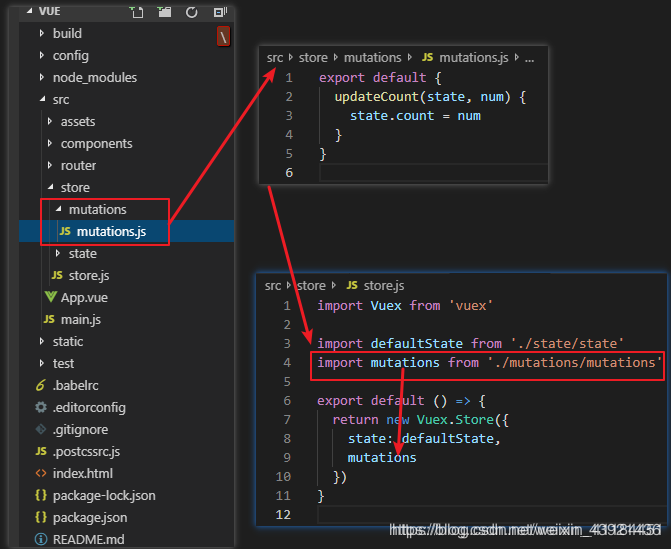 VUE
build
config
node_modules
src
assets
components
router
store
mutations
JS mutations.js
state
JS store.js
App.vue
JS main.js
static
test
.babelrc
.editorconfig
.gitignore
JS .postcssrc.js
<> index.html
{} package-lock.json
{} package.json
README.md
\
src store mutations JS mutations.js ...
1 export default {
2 updateCount(state, num) {
3 state.count = num
4 }
5 }
6
src store JS store.js
1 import Vuex from 'vuex'
2
3 import defaultState from './state/state'
4 import mutations from './mutations/mutations'
5
6 export default () => {
7 return new Vuex.Store({
8 state: defaultState,
9 mutations
10 })
11 }
12